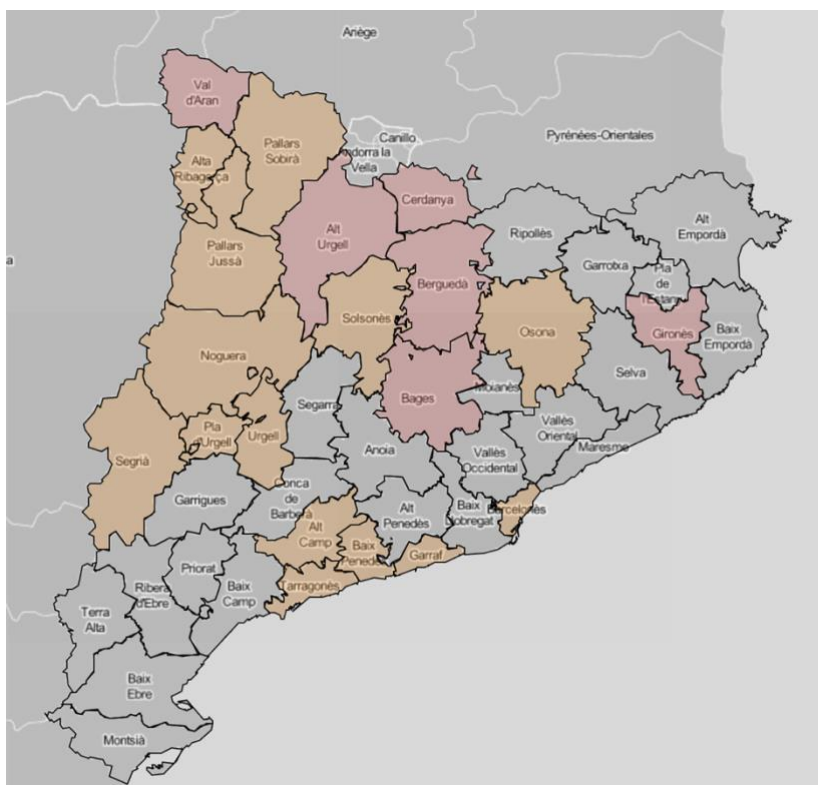 Ariège
Val
d'Aran
Canillo
Andorra la
Vella
Pyrénées-Orientales
Pallars
Sobirà
Alta
Ribagorça
Cerdanya
Alt
Urgell
Ripollès
Alt
Empordà
Pallars
Jussà
a
Garrotxa
Pla
de
l'Estany
Berguedà
Solsonès
Osona
Gironès
Baix
Empordà
Noguera
Selva
Moianès
Bages
Segarra
Pla
d'Urgell
Urgell
Vallès
Oriental
Maresme
Anoia
Vallès
Occidental
Segrià
Garrigues
Conca
de
Barberà
Alt
Penedès
Baix
Llobregat
Barcelonès
Alt
Camp
Baix
Penedès
Garraf
Priorat
Tarragonès
Baix
Camp
Ribera
d'Ebre
Terra
Alta
Baix
Ebre
Montsià